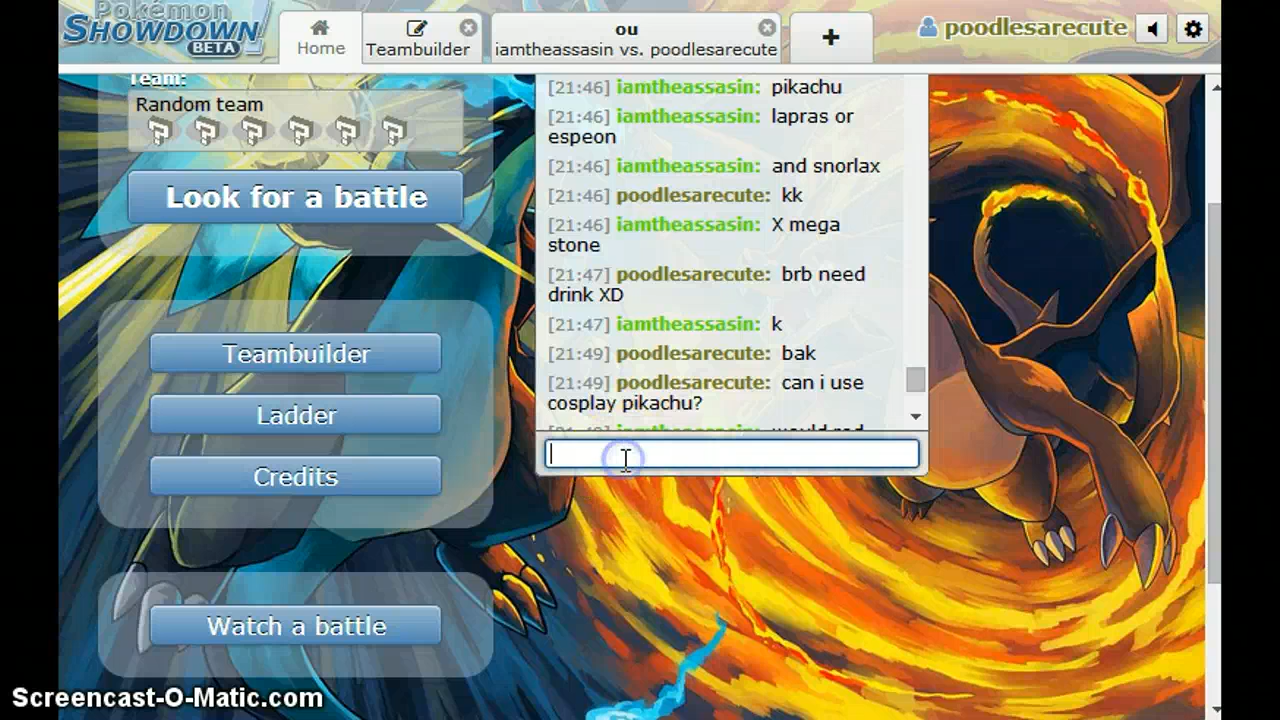 Pokémon
SHOWDOWN
BETA
Home
Teambuilder
ou
iamtheassasin vs. poodlesarecute
+
poodlesarecute
Team:
Random team
? ? ? ? ? ?
Look for a battle
Teambuilder
Ladder
Credits
Watch a battle
[21:46] iamtheassasin: pikachu
[21:46] iamtheassasin: lapras or
espeon
[21:46] iamtheassasin: and snorlax
[21:46] poodlesarecute: kk
[21:46] iamtheassasin: X mega
stone
[21:47] poodlesarecute: brb need
drink XD
[21:47] iamtheassasin: k
[21:49] poodlesarecute: bak
[21:49] poodlesarecute: can i use
cosplay pikachu?
iamtheassasin: would
Screencast-O-Matic.com